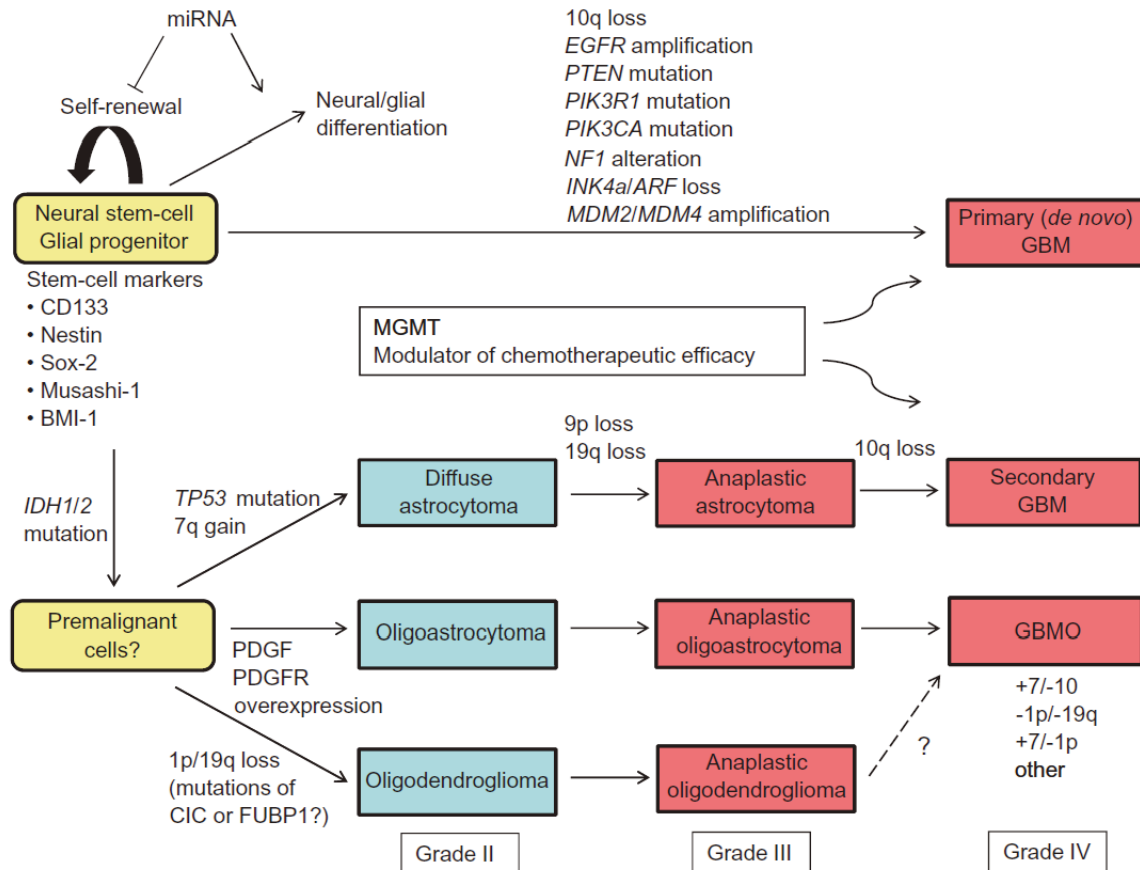 miRNA
Self-renewal
Neural/glial
differentiation
10q loss
EGFR amplification
PTEN mutation
PIK3R1 mutation
PIK3CA mutation
NF1 alteration
INK4a/ARF loss
MDM2/MDM4 amplification
Neural stem-cell
Glial progenitor
Primary (de novo)
GBM
Stem-cell markers
• CD133
• Nestin
• Sox-2
• Musashi-1
• BMI-1
MGMT
Modulator of chemotherapeutic efficacy
IDH1/2
mutation
TP53 mutation
7q gain
Diffuse
astrocytoma
9p loss
19q loss
Anaplastic
astrocytoma
10q loss
Secondary
GBM
Premalignant
cells?
PDGF
PDGFR
overexpression
Oligoastrocytoma
Anaplastic
oligoastrocytoma
GBMO
+7/-10
-1p/-19q
+7/-1p
other
1p/19q loss
(mutations of
CIC or FUBP1?)
Oligodendroglioma
Anaplastic
oligodendroglioma
?
Grade II
Grade III
Grade IV